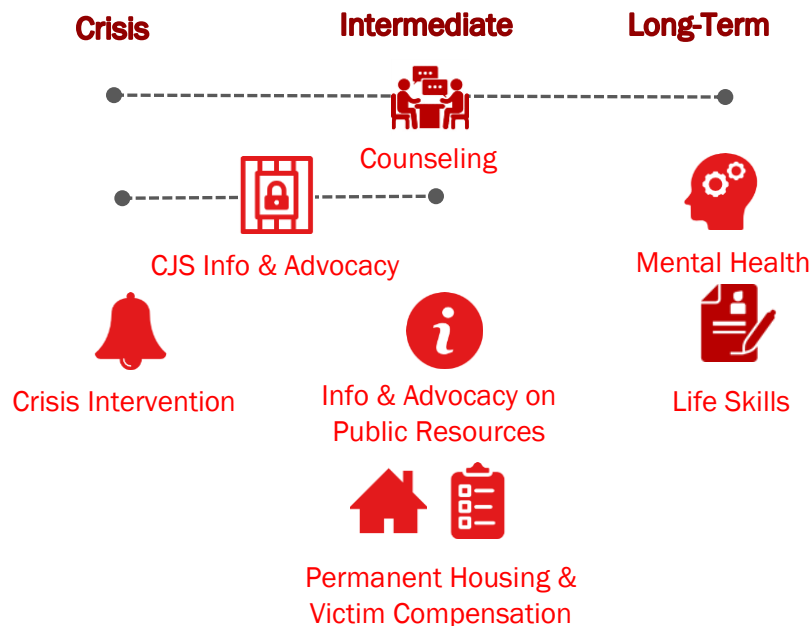 Crisis
Intermediate
Long-Term
Counseling
CJS Info & Advocacy
Mental Health
Crisis Intervention
Info & Advocacy on
Public Resources
Life Skills
Permanent Housing &
Victim Compensation